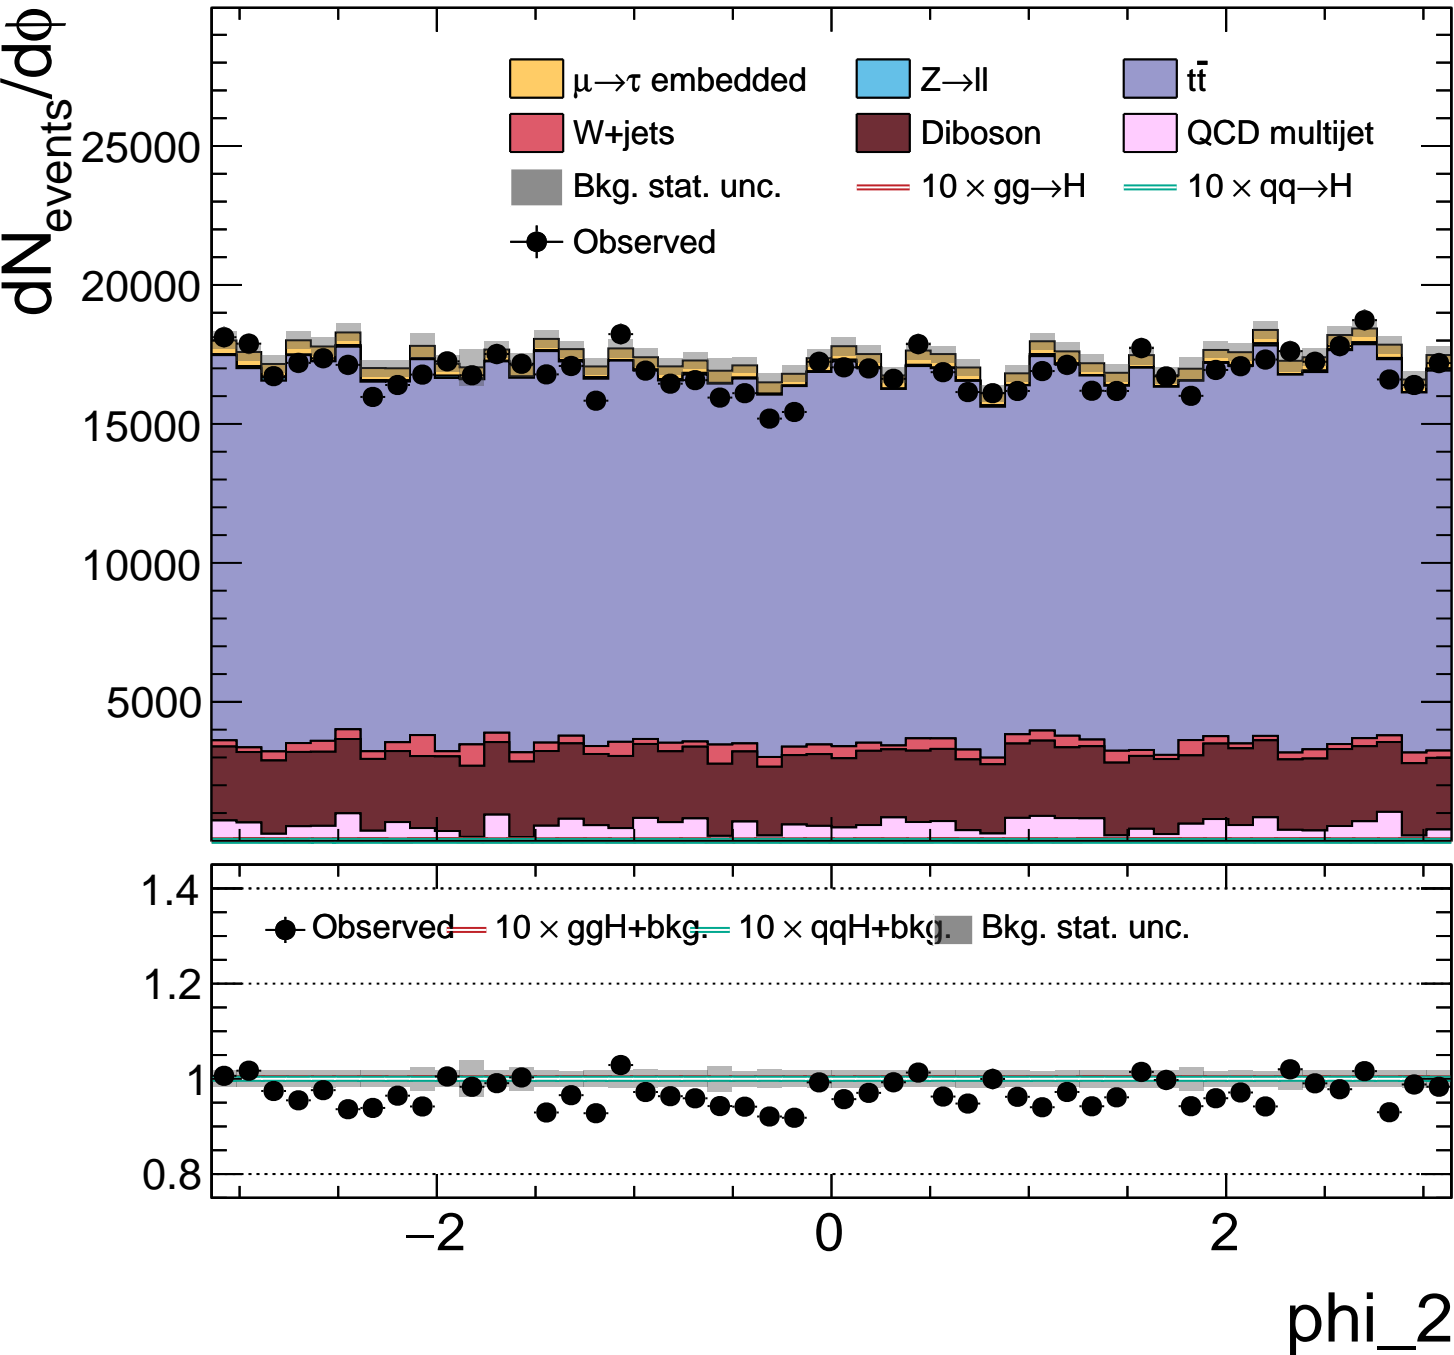 dN_events/dϕ
μ→τ embedded Z→ll tt̄
W+jets Diboson QCD multijet
Bkg. stat. unc. 10 × gg→H 10 × qq→H
Observed
25000
20000
15000
10000
5000
1.4
Observed 10 × ggH+bkg. 10 × qqH+bkg. Bkg. stat. unc.
1.2
1
0.8
−2 0 2
phi_2